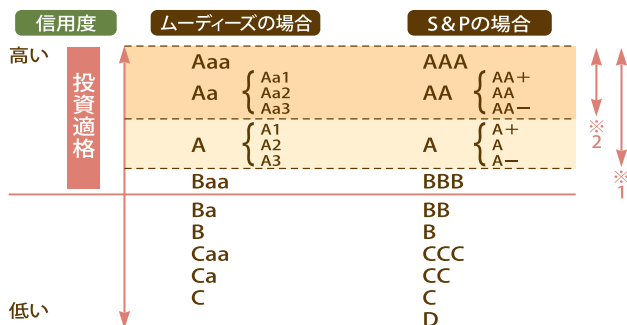 信用度 ムーディーズの場合 S&Pの場合
高い
投資適格
Aaa AAA
Aa { Aa1 Aa2 Aa3 AA { AA+ AA AA−
A { A1 A2 A3 A { A+ A A−
Baa BBB
Ba BB
B B
Caa CCC
Ca CC
C C
低い D
※2
※1